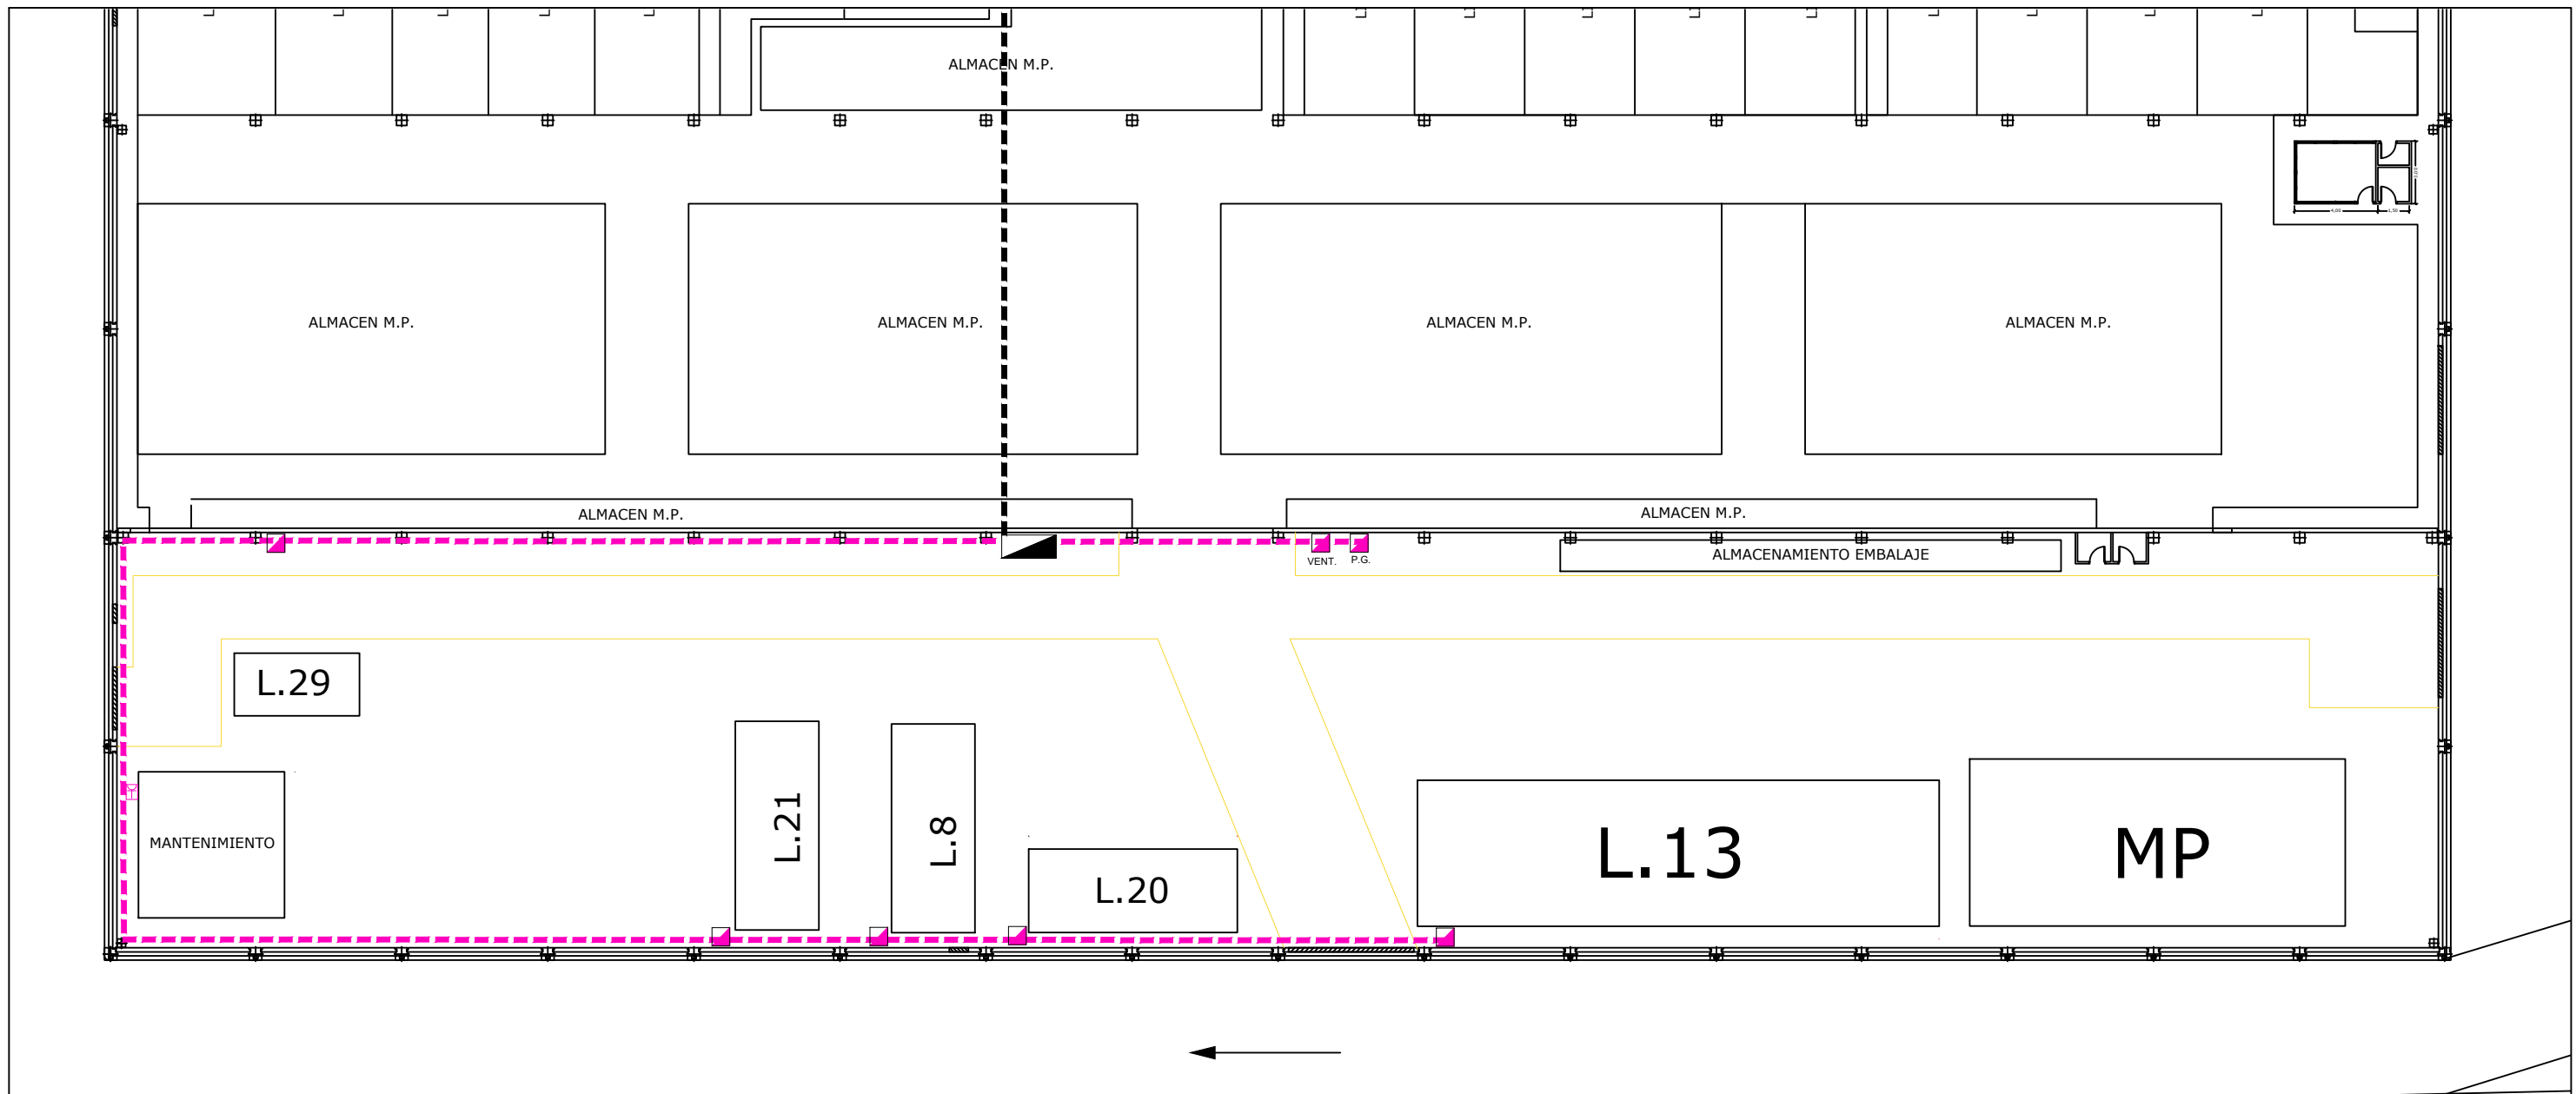 ALMACEN M.P.
ALMACEN M.P.
ALMACEN M.P.
ALMACEN M.P.
ALMACEN M.P.
ALMACEN M.P.
ALMACEN M.P.
ALMACENAMIENTO EMBALAJE
VENT.
P.G.
L.29
L.21
L.8
L.20
L.13
MP
MANTENIMIENTO